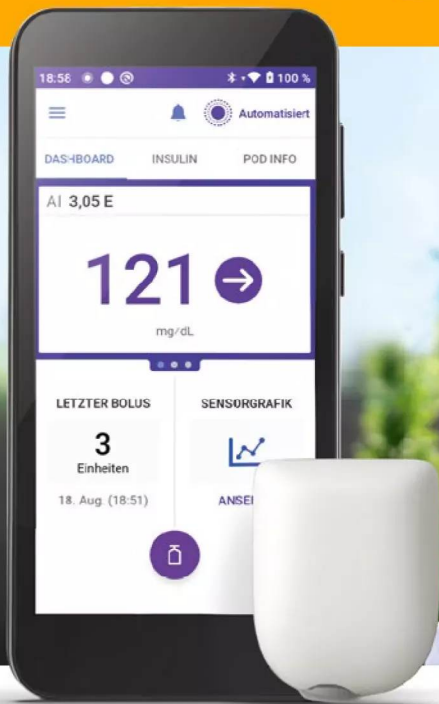 18:58 100 %
Automatisiert
DASHBOARD INSULIN POD INFO
AI 3,05 E
121
mg/dL
LETZTER BOLUS SENSORGRAFIK
3
Einheiten
18. Aug. (18:51)